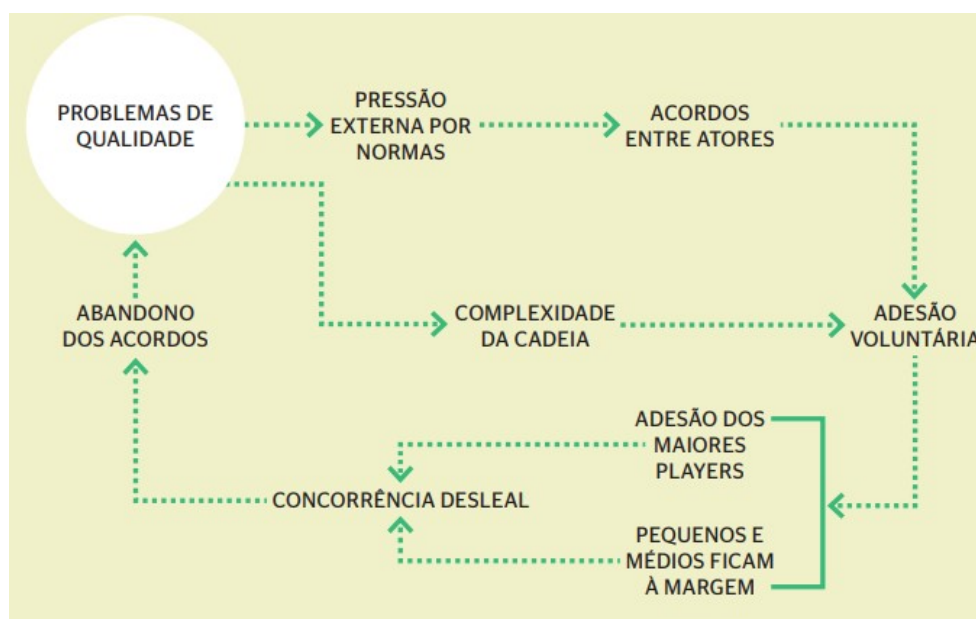 PROBLEMAS DE
QUALIDADE
PRESSÃO
EXTERNA POR
NORMAS
ACORDOS
ENTRE ATORES
ABANDONO
DOS ACORDOS
COMPLEXIDADE
DA CADEIA
ADESÃO
VOLUNTÁRIA
ADESÃO DOS
MAIORES
PLAYERS
CONCORRÊNCIA DESLEAL
PEQUENOS E
MÉDIOS FICAM
À MARGEM